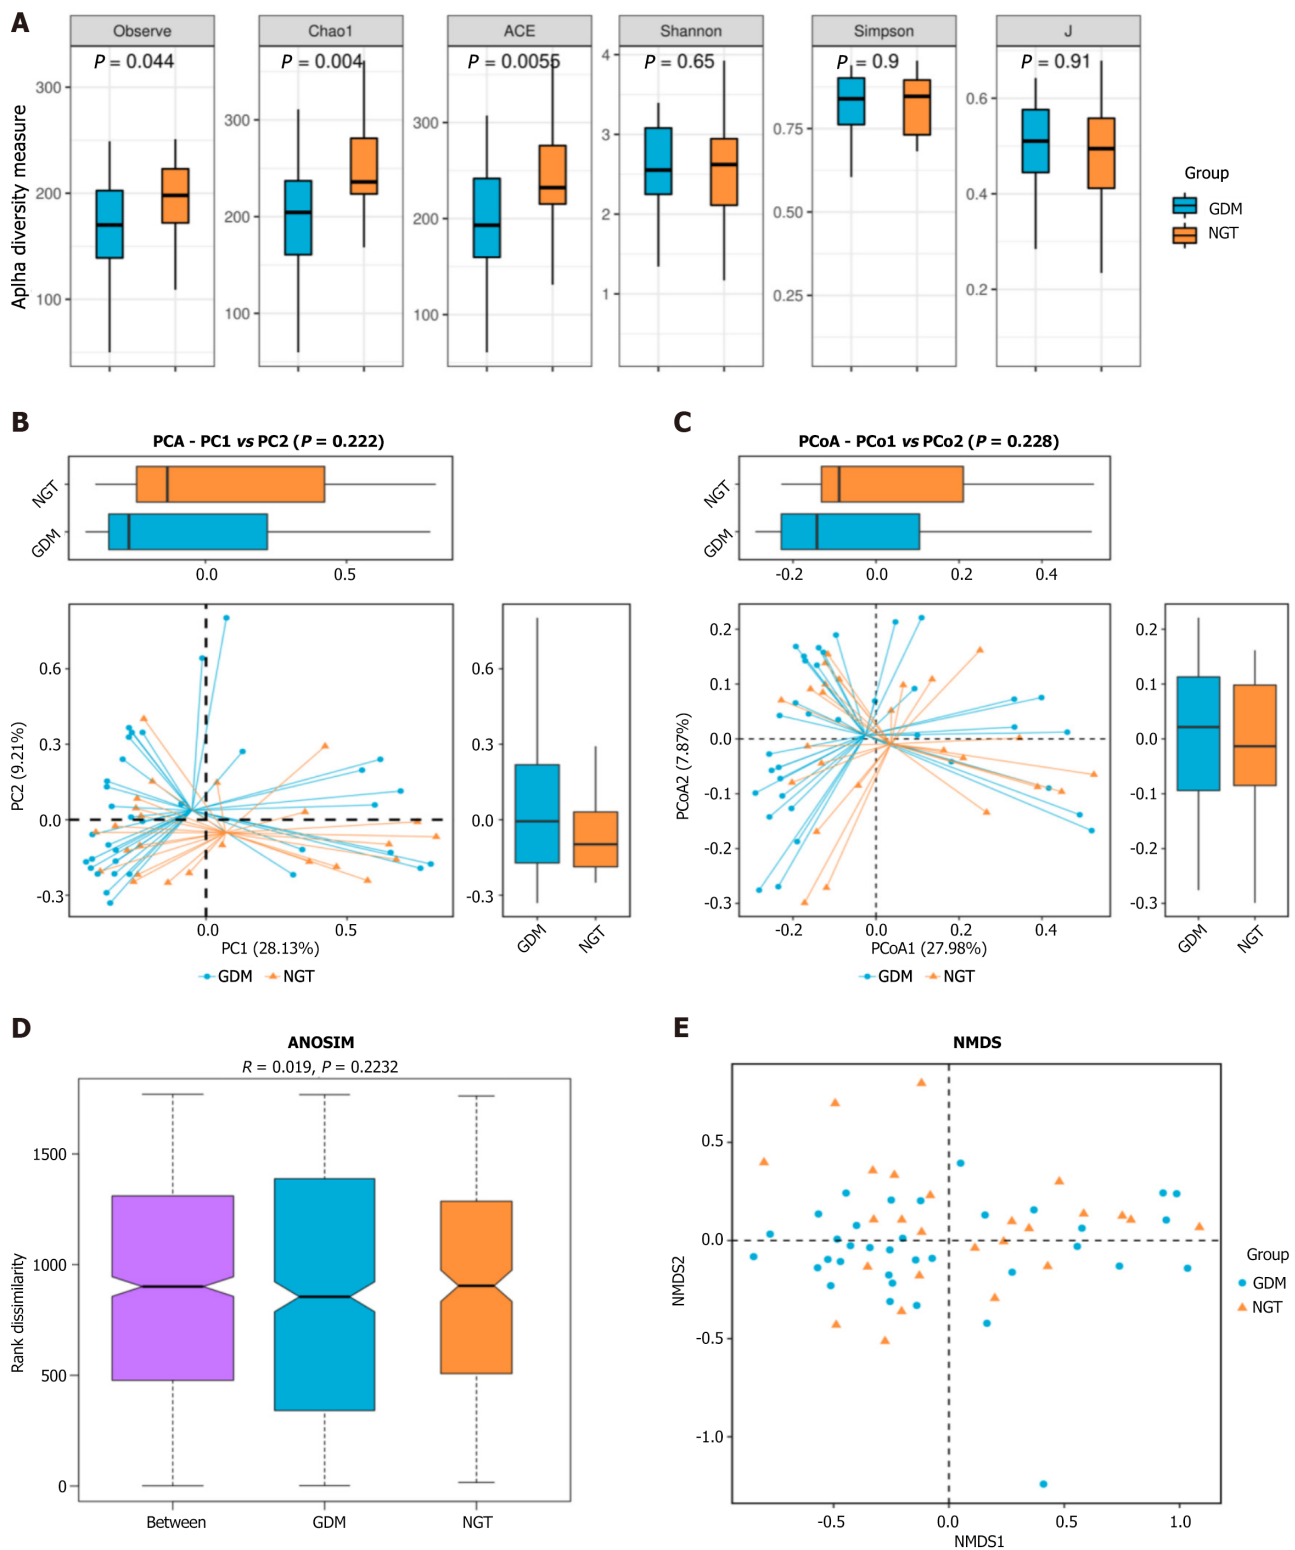 A
Observe
Chao1
ACE
Shannon
Simpson
J
P = 0.044
P = 0.004
P = 0.0055
P = 0.65
P = 0.9
P = 0.91
Aplha diversity measure
300
200
100
300
200
100
300
200
100
4
3
2
1
0.75
0.50
0.25
0.6
0.4
0.2
Group
GDM
NGT
B
PCA - PC1 vs PC2 (P = 0.222)
NGT
GDM
0.0
0.5
PC2 (9.21%)
0.6
0.3
0.0
-0.3
0.0
0.5
PC1 (28.13%)
GDM
NGT
0.6
0.3
0.0
-0.3
GDM
NGT
C
PCoA - PCo1 vs PCo2 (P = 0.228)
NGT
GDM
-0.2
0.0
0.2
0.4
PCoA2 (7.87%)
0.2
0.1
0.0
-0.1
-0.2
-0.3
-0.2
0.0
0.2
0.4
PCoA1 (27.98%)
GDM
NGT
0.2
0.1
0.0
-0.1
-0.2
-0.3
GDM
NGT
D
ANOSIM
R = 0.019, P = 0.2232
Rank dissimilarity
1500
1000
500
0
Between
GDM
NGT
E
NMDS
NMDS2
0.5
0.0
-0.5
-1.0
-0.5
0.0
0.5
1.0
NMDS1
Group
GDM
NGT